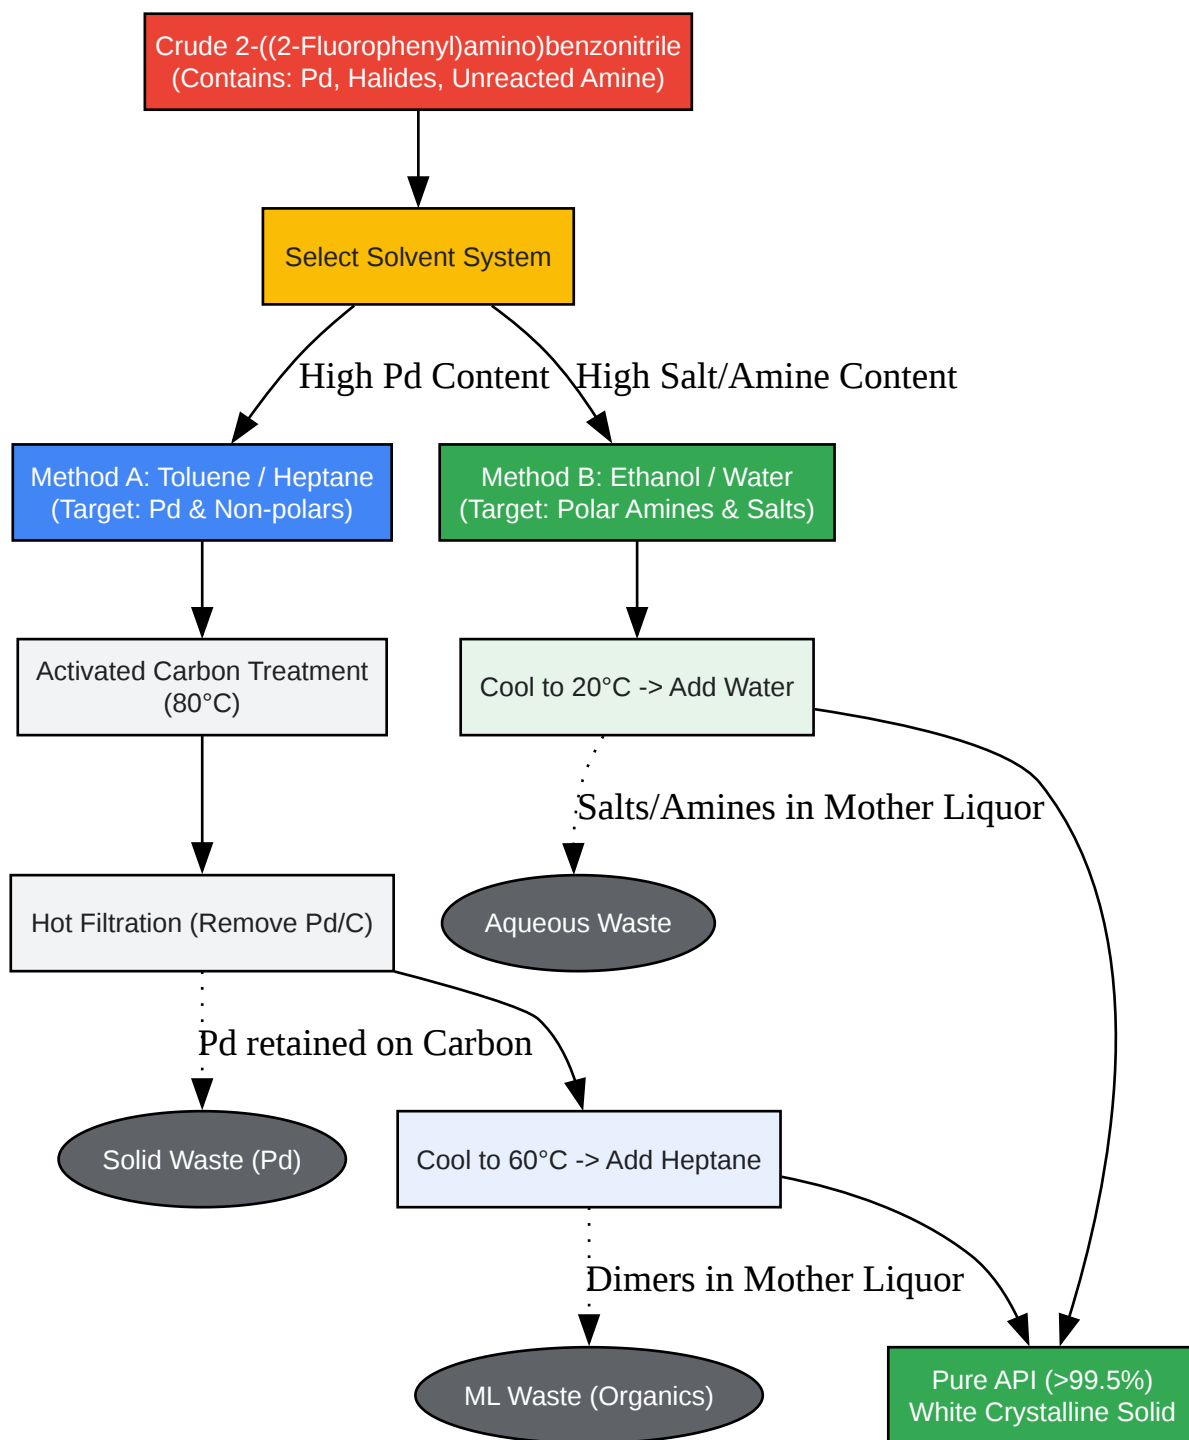 Crude 2-((2-Fluorophenyl)amino)benzonitrile
(Contains: Pd, Halides, Unreacted Amine)
Select Solvent System
High Pd Content
High Salt/Amine Content
Method A: Toluene / Heptane
(Target: Pd & Non-polars)
Method B: Ethanol / Water
(Target: Polar Amines & Salts)
Activated Carbon Treatment
(80°C)
Cool to 20°C -> Add Water
Salts/Amines in Mother Liquor
Hot Filtration (Remove Pd/C)
Aqueous Waste
Pd retained on Carbon
Solid Waste (Pd)
Cool to 60°C -> Add Heptane
Dimers in Mother Liquor
ML Waste (Organics)
Pure API (>99.5%)
White Crystalline Solid